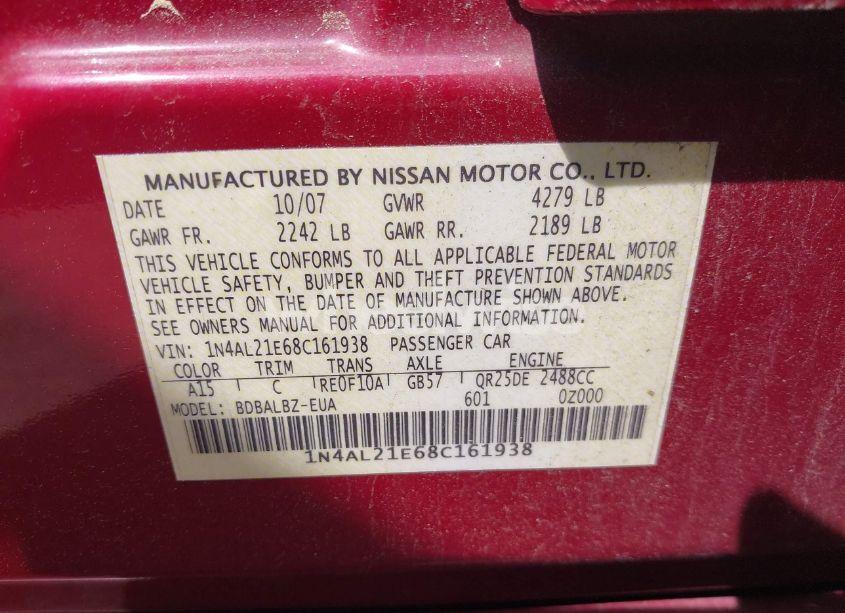 MANUFACTURED BY NISSAN MOTOR CO., LTD.
DATE 10/07 GVWR 4279 LB
GAWR FR. 2242 LB GAWR RR. 2189 LB
THIS VEHICLE CONFORMS TO ALL APPLICABLE FEDERAL MOTOR
VEHICLE SAFETY, BUMPER AND THEFT PREVENTION STANDARDS
IN EFFECT ON THE DATE OF MANUFACTURE SHOWN ABOVE.
SEE OWNERS MANUAL FOR ADDITIONAL INFORMATION.
VIN: 1N4AL21E68C161938 PASSENGER CAR
COLOR TRIM TRANS AXLE ENGINE
A15 C RE0F10A GB57 QR25DE 2488CC
MODEL: BDBALBZ-EUA 601 0Z000
1N4AL21E68C161938